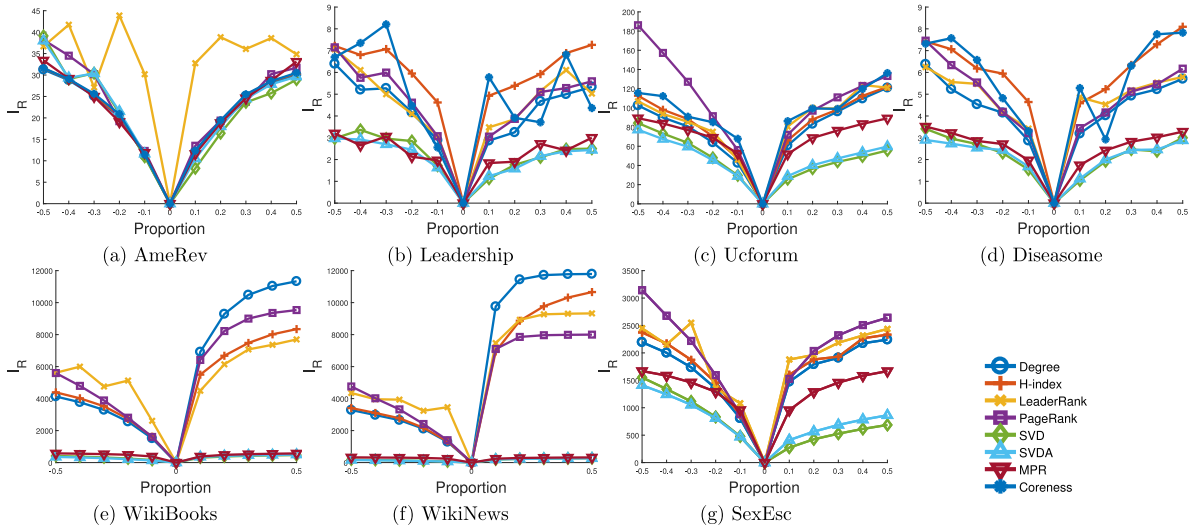 45
40
35
30
25
20
15
10
5
0
I_R
-0.5 -0.4 -0.3 -0.2 -0.1 0 0.1 0.2 0.3 0.4 0.5
Proportion
(a) AmeRev
9
8
7
6
5
4
3
2
1
0
I_R
-0.5 -0.4 -0.3 -0.2 -0.1 0 0.1 0.2 0.3 0.4 0.5
Proportion
(b) Leadership
200
180
160
140
120
100
80
60
40
20
0
I_R
-0.5 -0.4 -0.3 -0.2 -0.1 0 0.1 0.2 0.3 0.4 0.5
Proportion
(c) Ucforum
9
8
7
6
5
4
3
2
1
0
I_R
-0.5 -0.4 -0.3 -0.2 -0.1 0 0.1 0.2 0.3 0.4 0.5
Proportion
(d) Diseasome
12000
10000
8000
6000
4000
2000
0
I_R
-0.5 0 0.5
Proportion
(e) WikiBooks
12000
10000
8000
6000
4000
2000
0
I_R
-0.5 0 0.5
Proportion
(f) WikiNews
3500
3000
2500
2000
1500
1000
500
0
I_R
-0.5 -0.4 -0.3 -0.2 -0.1 0 0.1 0.2 0.3 0.4 0.5
Proportion
(g) SexEsc
Degree
H-index
LeaderRank
PageRank
SVD
SVDA
MPR
Coreness